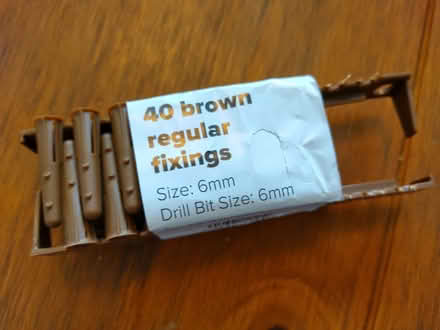 40 brown
regular
fixings
Size: 6mm
Drill Bit Size: 6mm